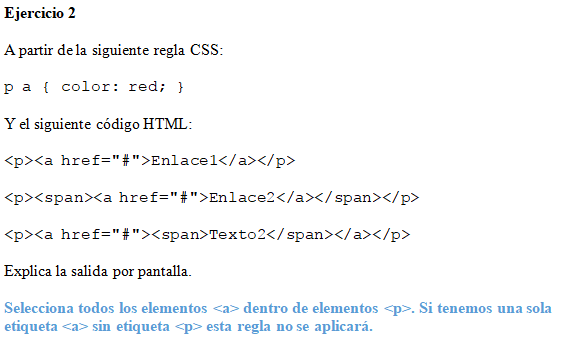 Ejercicio 2
A partir de la siguiente regla CSS:
p a { color: red; }
Y el siguiente código HTML:
<p><a href="#">Enlace1</a></p>
<p><span><a href="#">Enlace2</a></span></p>
<p><a href="#"><span>Texto2</span></a></p>
Explica la salida por pantalla.
Selecciona todos los elementos <a> dentro de elementos <p>. Si tenemos una sola
etiqueta <a> sin etiqueta <p> esta regla no se aplicará.